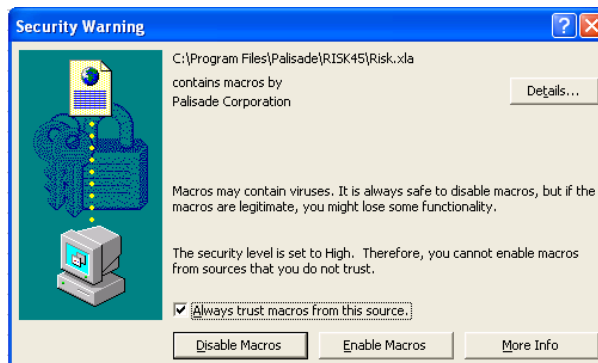 Security Warning
C:\Program Files\Palisade\RISK45\Risk.xla
contains macros by
Palisade Corporation
Details...
Macros may contain viruses. It is always safe to disable macros, but if the
macros are legitimate, you might lose some functionality.
The security level is set to High. Therefore, you cannot enable macros
from sources that you do not trust.
Always trust macros from this source.
Disable Macros
Enable Macros
More Info